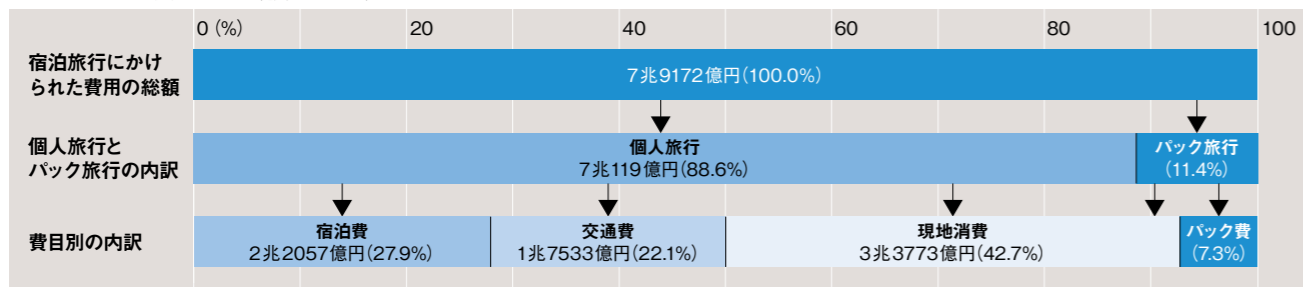 0 (%) 20 40 60 80 100
宿泊旅行にかけ
られた費用の総額
7兆9172億円(100.0%)
個人旅行と
パック旅行の内訳
個人旅行
7兆119億円(88.6%)
パック旅行
(11.4%)
費目別の内訳
宿泊費
2兆2057億円(27.9%)
交通費
1兆7533億円(22.1%)
現地消費
3兆3773億円(42.7%)
パック費
(7.3%)